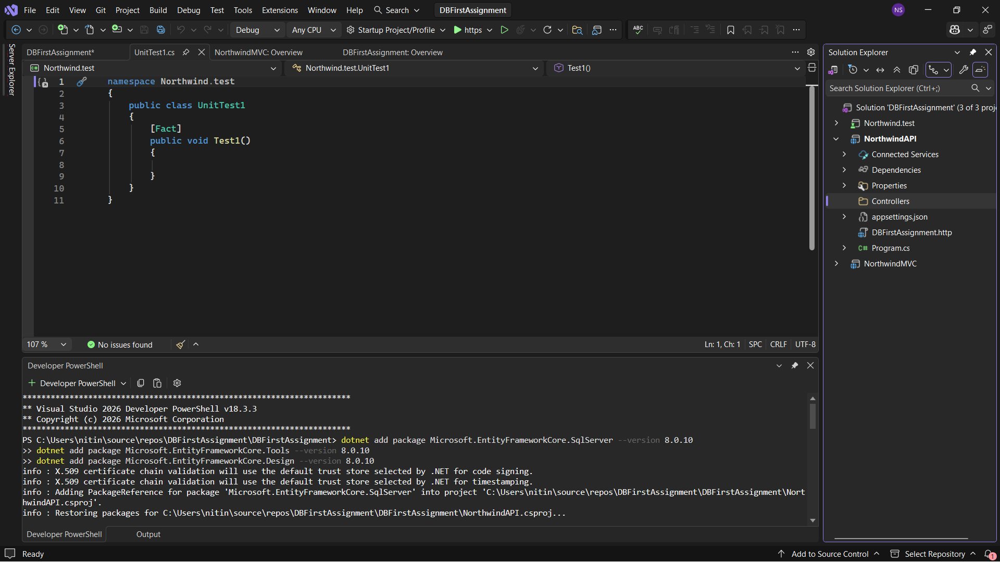 File Edit View Git Project Build Debug Test Tools Extensions Window Help Search DBFirstAssignment NS
Debug Any CPU Startup Project/Profile https ABC
Server Explorer
DBFirstAssignment* UnitTest1.cs NorthwindMVC: Overview DBFirstAssignment: Overview
Northwind.test Northwind.test.UnitTest1 Test1()
1 namespace Northwind.test
2 {
3 public class UnitTest1
4 {
5 [Fact]
6 public void Test1()
7 {
8
9 }
10 }
11 }
107 % No issues found Ln: 1, Ch: 1 SPC CRLF UTF-8
Developer PowerShell
Developer PowerShell
***********************************************************************
** Visual Studio 2026 Developer PowerShell v18.3.3
** Copyright (c) 2026 Microsoft Corporation
***********************************************************************
PS C:\Users\nitin\source\repos\DBFirstAssignment\DBFirstAssignment> dotnet add package Microsoft.EntityFrameworkCore.SqlServer --version 8.0.10
>> dotnet add package Microsoft.EntityFrameworkCore.Tools --version 8.0.10
>> dotnet add package Microsoft.EntityFrameworkCore.Design --version 8.0.10
info : X.509 certificate chain validation will use the default trust store selected by .NET for code signing.
info : X.509 certificate chain validation will use the default trust store selected by .NET for timestamping.
info : Adding PackageReference for package 'Microsoft.EntityFrameworkCore.SqlServer' into project 'C:\Users\nitin\source\repos\DBFirstAssignment\DBFirstAssignment\Nort
hwindAPI.csproj'.
info : Restoring packages for C:\Users\nitin\source\repos\DBFirstAssignment\DBFirstAssignment\NorthwindAPI.csproj...
Developer PowerShell Output
Solution Explorer
Search Solution Explorer (Ctrl+;)
Solution 'DBFirstAssignment' (3 of 3 proj
Northwind.test
NorthwindAPI
Connected Services
Dependencies
Properties
Controllers
appsettings.json
DBFirstAssignment.http
C# Program.cs
NorthwindMVC
Ready Add to Source Control Select Repository 1